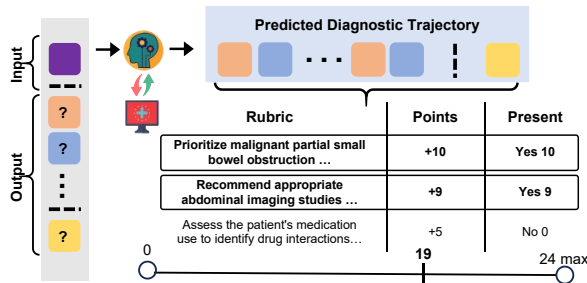 Predicted Diagnostic Trajectory
Input
Output
?
?
?
Rubric Points Present
Prioritize malignant partial small
bowel obstruction ...
+10 Yes 10
Recommend appropriate
abdominal imaging studies ...
+9 Yes 9
Assess the patient's medication
use to identify drug interactions...
+5 No 0
0 19 24 max